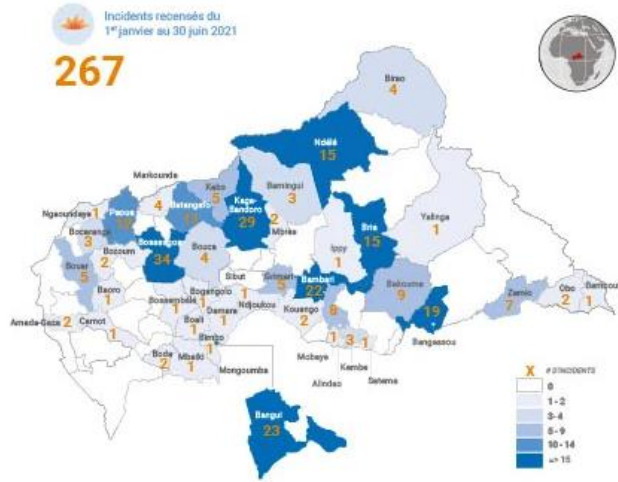 Incidents recensés du
1er janvier au 30 juin 2021
267
Birao
4
Ndélé
15
Markounda
4
Kabo
5
Bamingui
3
Ngaoundaye
1
Paoua
Batangafo
Kaga-
Bandoro
29
Mbrès
2
Yalinga
1
Bocaranga
3
Bozoum
2
Bossangoa
34
Bouca
4
Ippy
1
Bria
15
Bouar
5
Baoro
1
Sibut
1
Grimari
5
Bambari
22
Bakouma
9
Zemio
7
Obo
2
Bambouti
1
Bossembélé
1
Bogangolo
1
Damara
1
Ndjoukou
Kouango
2
8
19
Bangassou
Amada-Gaza
2
Carnot
1
Boali
1
Bimbo
1
Boda
2
Mbaïki
1
Mongoumba
Mobaye
1
Alindao
Kembe
3
Satema
1
Bangui
23
X
# D'INCIDENTS
0
1 - 2
3-4
5 - 9
10 - 14
=> 15